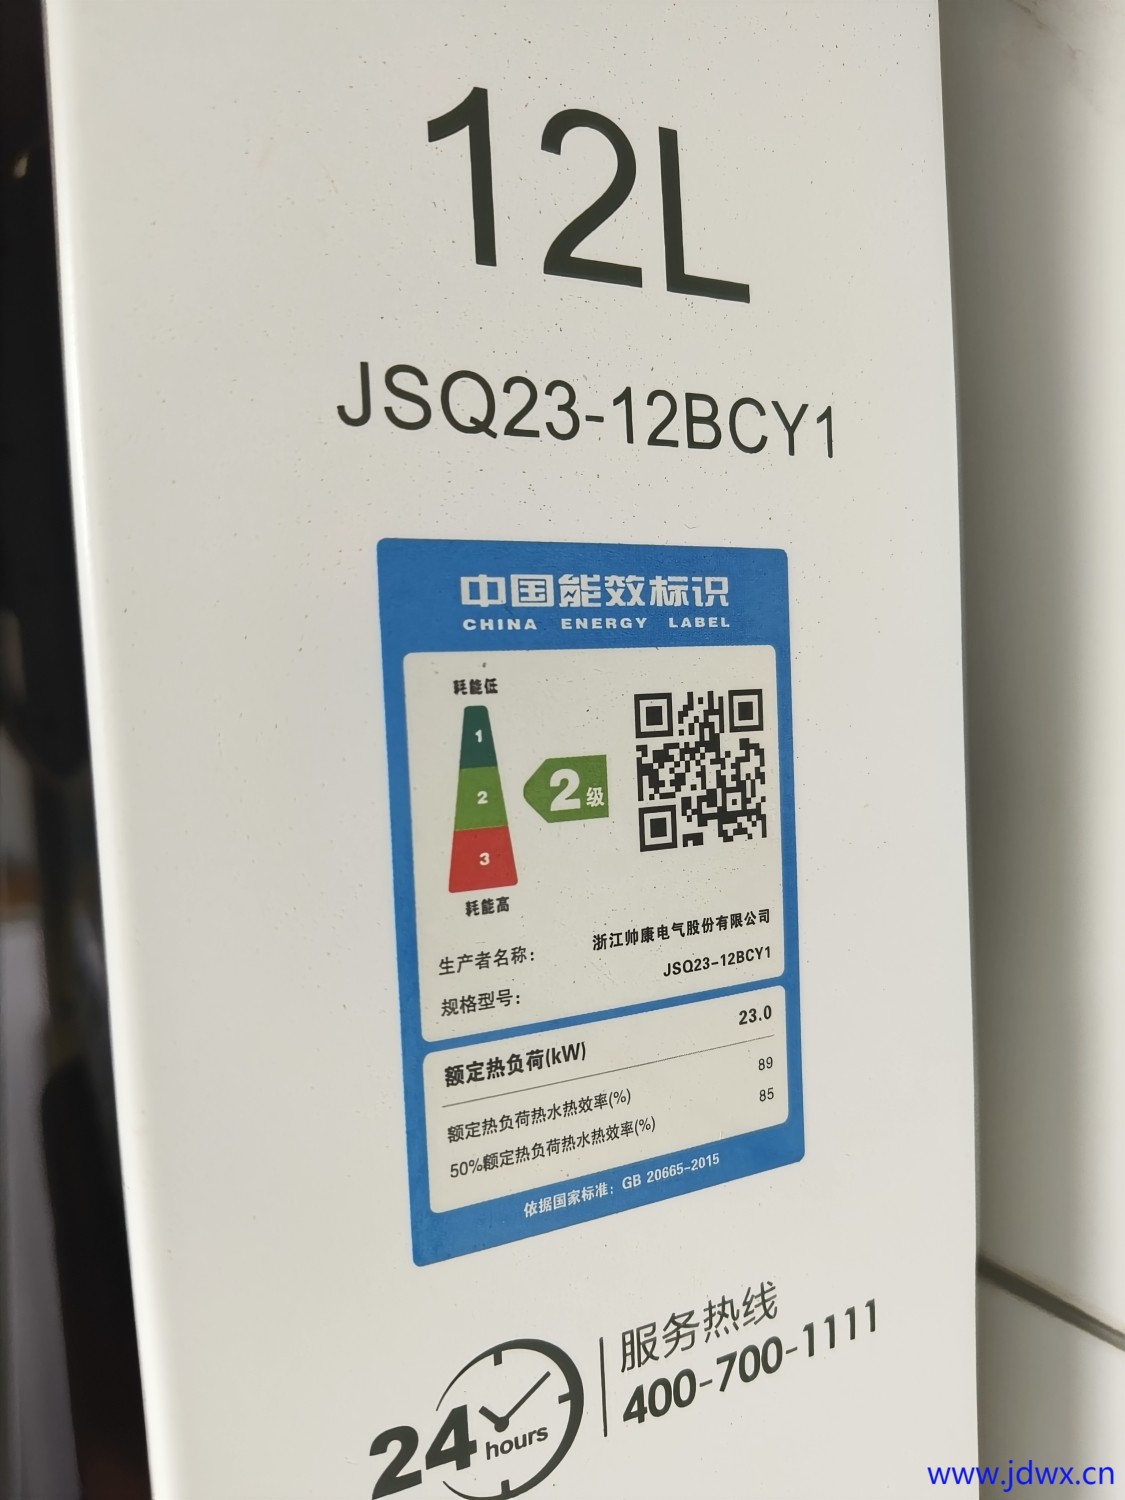 12L
JSQ23-12BCY1
中国能效标识
CHINA ENERGY LABEL
耗能低
1
2
3
2级
耗能高
生产者名称： 浙江帅康电气股份有限公司
规格型号： JSQ23-12BCY1
额定热负荷(kW) 23.0
额定热负荷热水热效率(%) 89
50%额定热负荷热水热效率(%) 85
依据国家标准：GB 20665-2015
24 hours
服务热线
400-700-1111
www.jdwx.cn